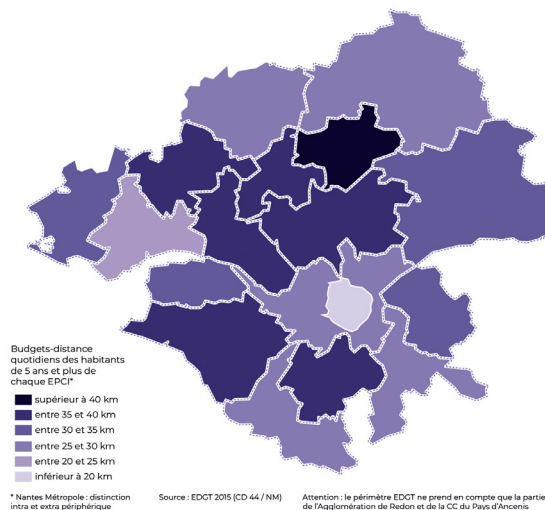 Budgets-distance
quotidiens des habitants
de 5 ans et plus de
chaque EPCI*
supérieur à 40 km
entre 35 et 40 km
entre 30 et 35 km
entre 25 et 30 km
entre 20 et 25 km
inférieur à 20 km
* Nantes Métropole : distinction
intra et extra périphérique
Source : EDGT 2015 (CD 44 / NM)
Attention : le périmètre EDGT ne prend en compte que la partie
de l'Agglomération de Redon et de la CC du Pays d'Ancenis